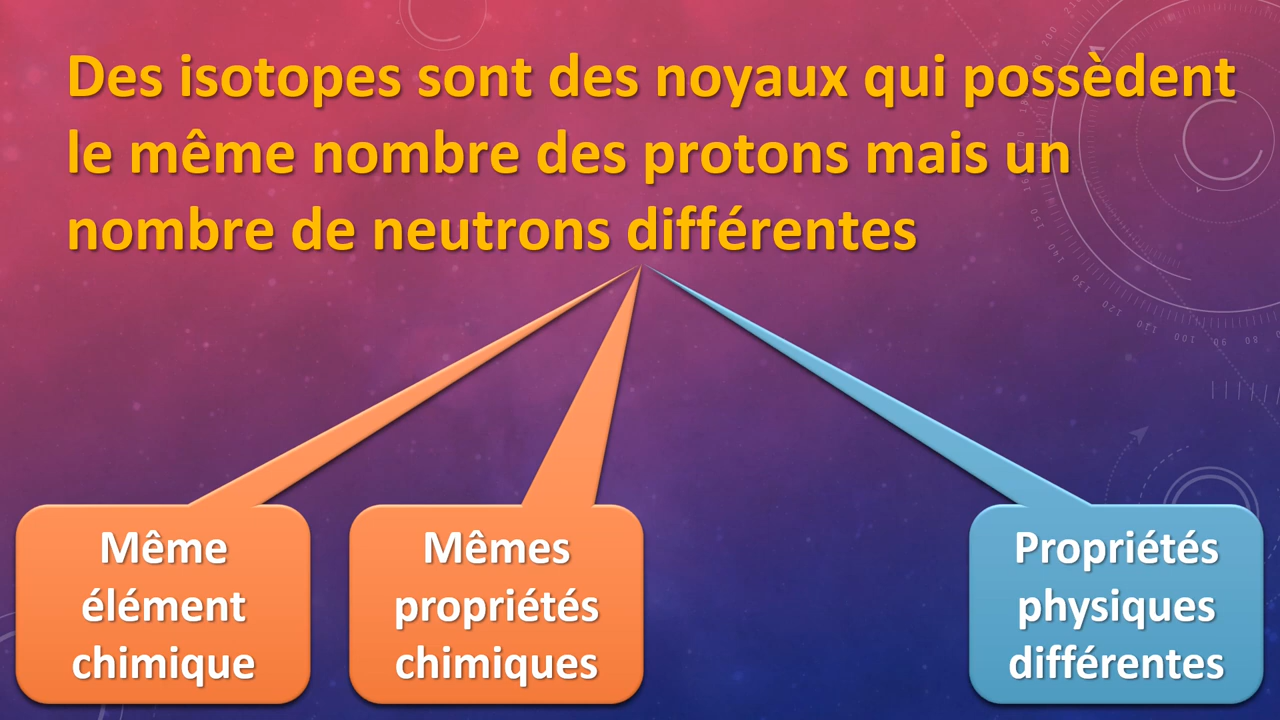 Des isotopes sont des noyaux qui possèdent
le même nombre des protons mais un
nombre de neutrons différentes
Même
élément
chimique
Mêmes
propriétés
chimiques
Propriétés
physiques
différentes